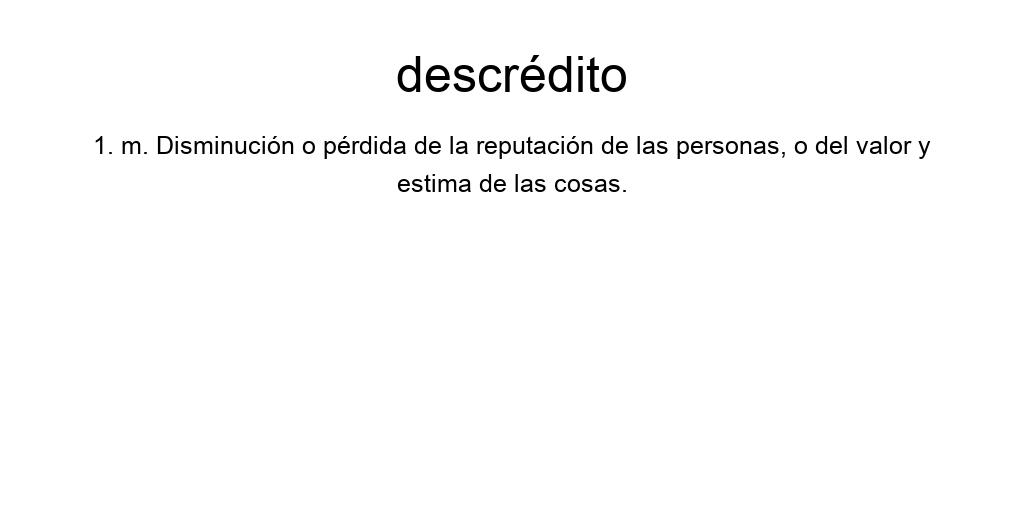 descrédito
1. m. Disminución o pérdida de la reputación de las personas, o del valor y
estima de las cosas.